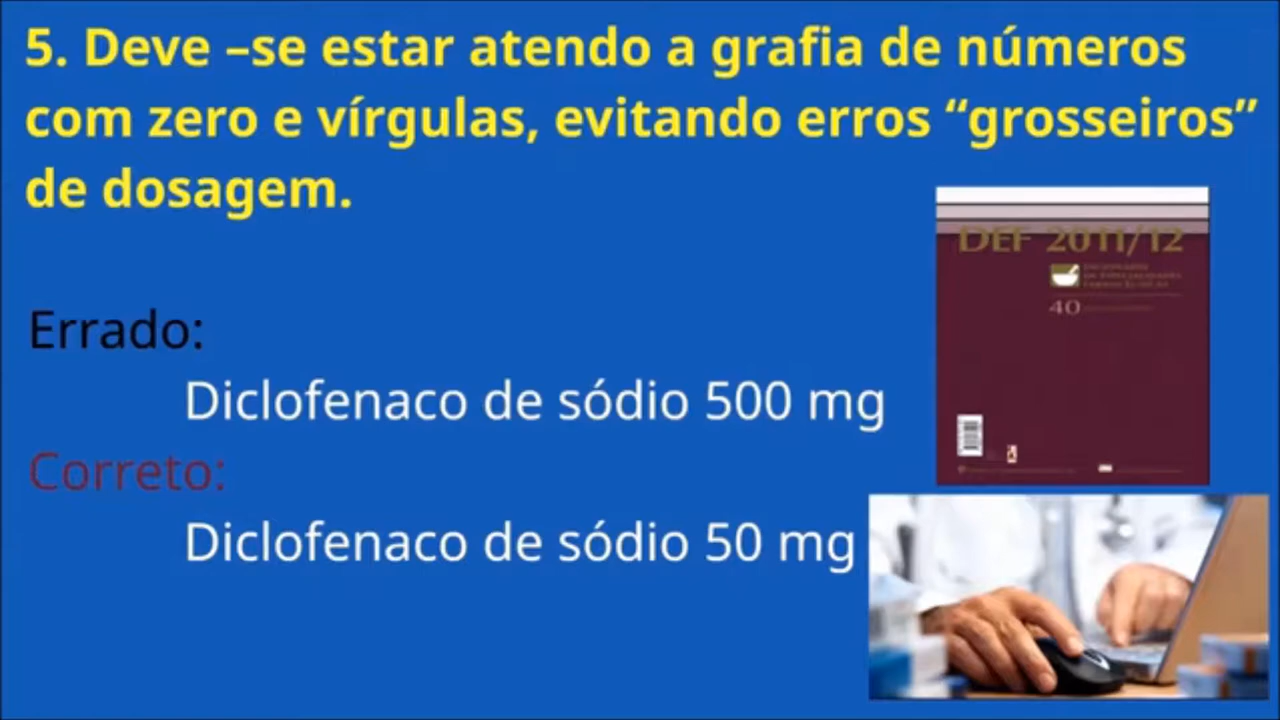 5. Deve –se estar atendo a grafia de números
com zero e vírgulas, evitando erros “grosseiros”
de dosagem.
DEF 2011/12
40
Errado:
Diclofenaco de sódio 500 mg
Correto:
Diclofenaco de sódio 50 mg